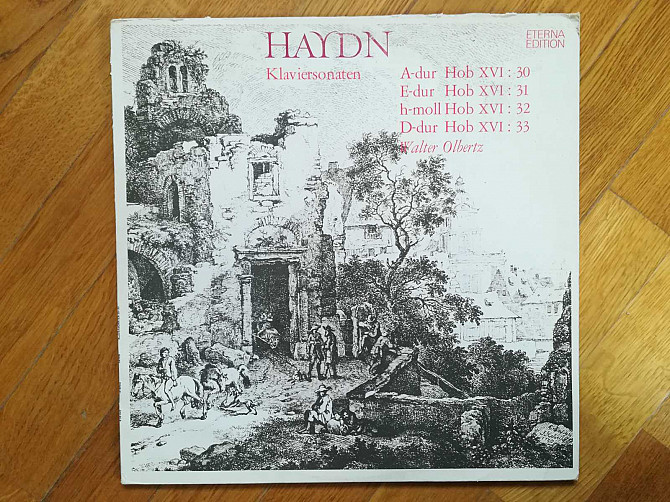 HAYDN
Klaviersonaten
A-dur Hob XVI : 30
E-dur Hob XVI : 31
h-moll Hob XVI : 32
D-dur Hob XVI : 33
Walter Olbertz
ETERNA
EDITION